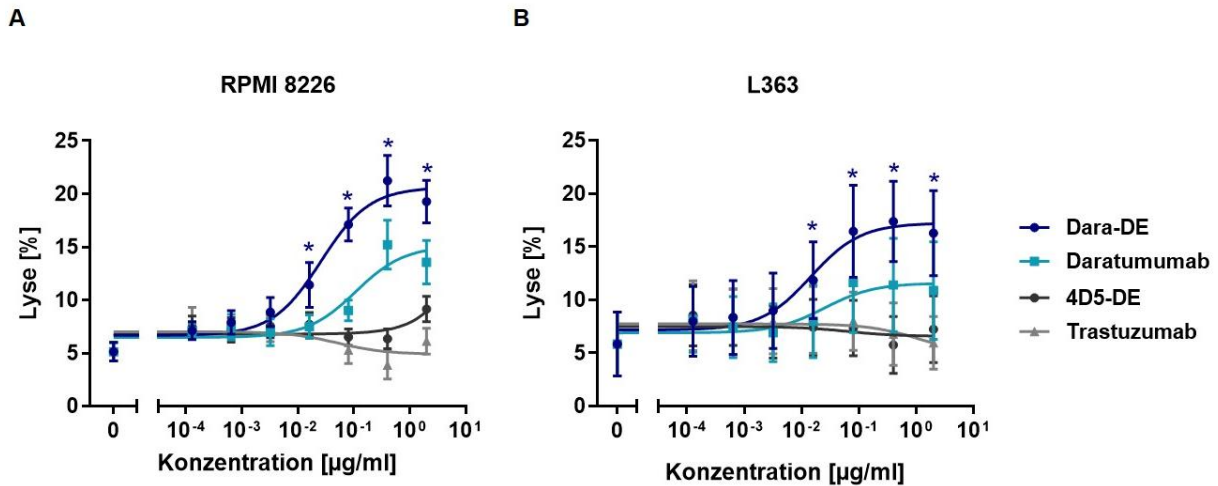 A
B
RPMI 8226
L363
Lyse [%]
25
20
15
10
5
0
* * * *
0 10⁻⁴ 10⁻³ 10⁻² 10⁻¹ 10⁰ 10¹
Konzentration [µg/ml]
Lyse [%]
25
20
15
10
5
0
* * * *
0 10⁻⁴ 10⁻³ 10⁻² 10⁻¹ 10⁰ 10¹
Konzentration [µg/ml]
Dara-DE
Daratumumab
4D5-DE
Trastuzumab